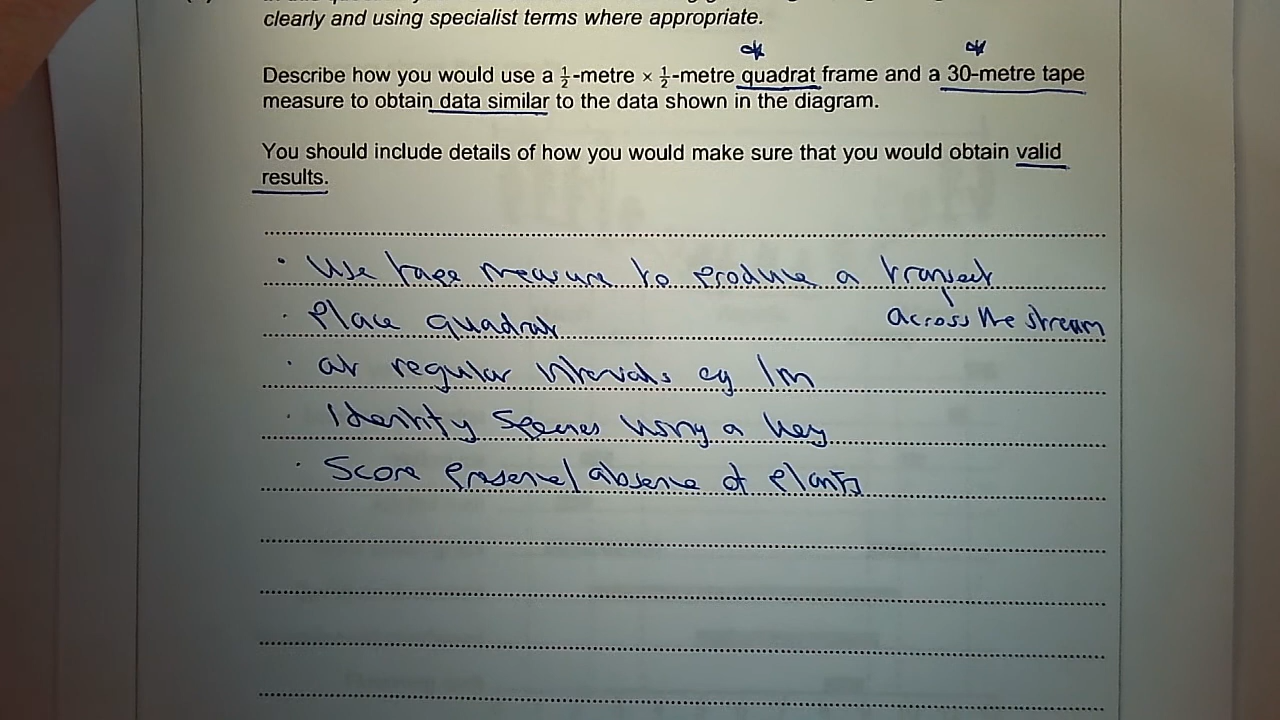 clearly and using specialist terms where appropriate.
Describe how you would use a ½-metre × ½-metre quadrat frame and a 30-metre tape
measure to obtain data similar to the data shown in the diagram.
You should include details of how you would make sure that you would obtain valid
results.
• Use tape measure to produce a transect
across the stream
• Place quadrat
• at regular intervals eg 1m
• Identify species using a key
• Score presence/absence of plants